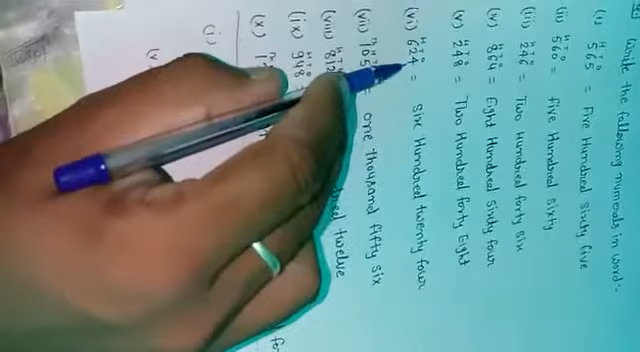 write the following numerals in word:-
(i) H T O 565 = Five Hundred Sixty five
(ii) H T O 560 = five Hundred Sixty
(iii) H T O 246 = Two Hundred forty Six
(iv) H T O 864 = Eight Hundred Sixty four
(v) H T O 248 = Two Hundred forty Eight
(vi) H T O 624 = Six Hundred twenty four
(vii) 105 = one thousand fifty Six
(viii) 812 twelve
(ix) H T O 948
(x)
(i)